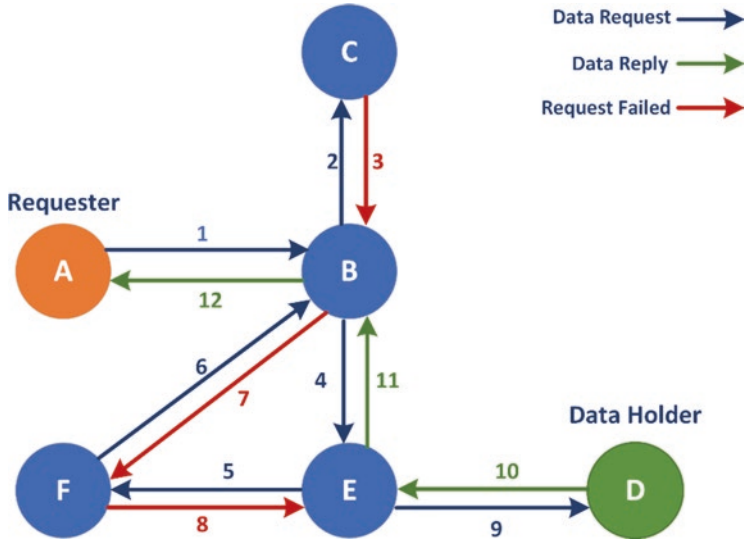 C
Data Request
Data Reply
Request Failed
2
3
Requester
A
1
12
B
6
7
4
11
Data Holder
F
5
8
E
10
9
D